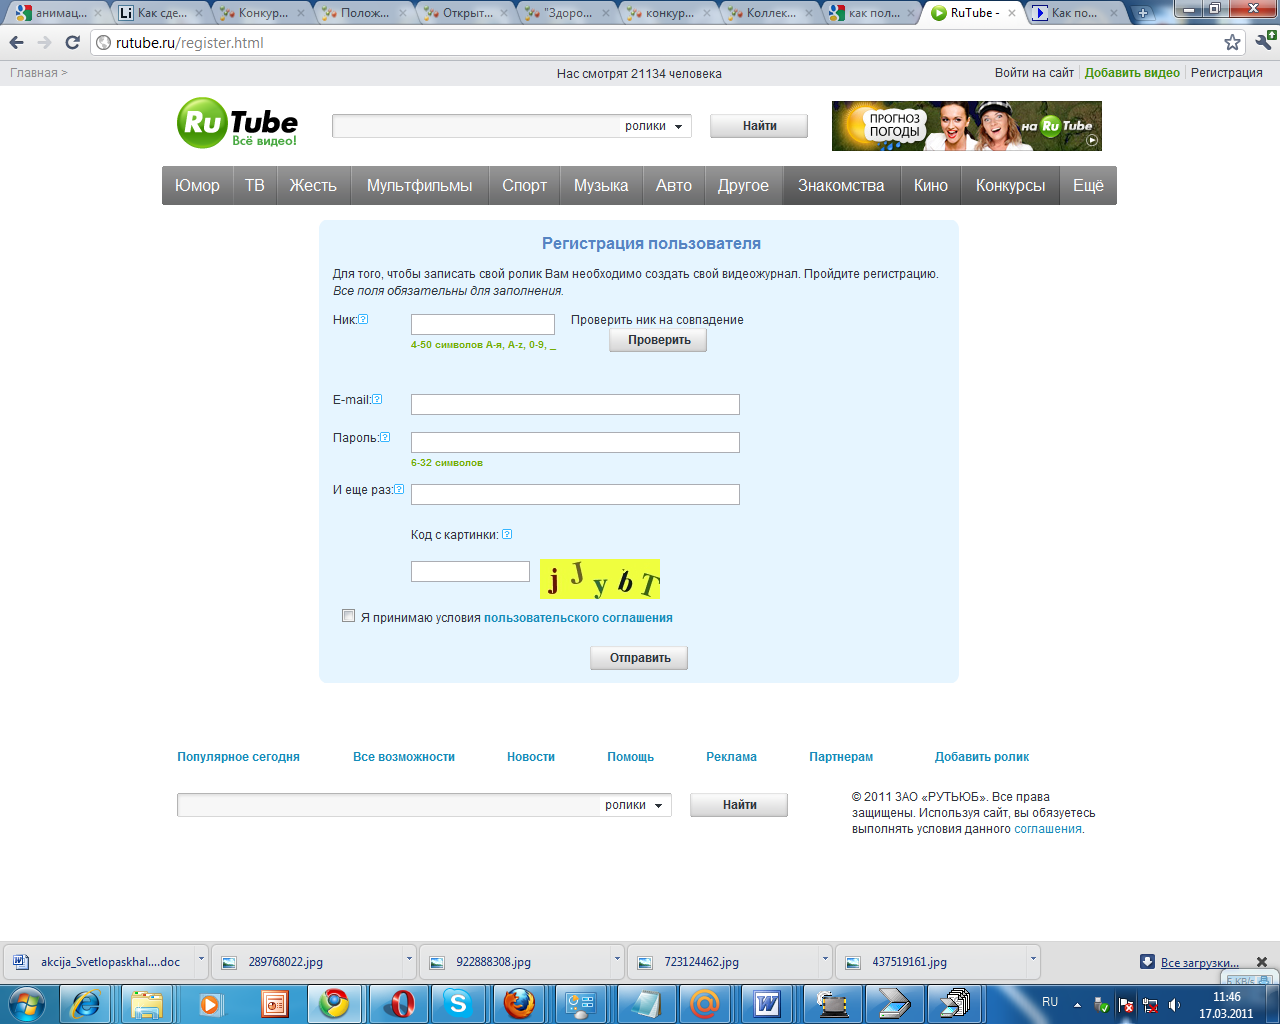 анимац...
Как сде...
Конкур...
Полож...
Открыт...
"Здоро...
конкур...
Коллек...
как пол...
RuTube -
Как по...
rutube.ru/register.html
Главная >
Нас смотрят 21134 человека
Войти на сайт
Добавить видео
Регистрация
RuTube
Всё видео!
ролики
Найти
ПРОГНОЗ ПОГОДЫ
на RuTube
Юмор
ТВ
Жесть
Мультфильмы
Спорт
Музыка
Авто
Другое
Знакомства
Кино
Конкурсы
Ещё
Регистрация пользователя
Для того, чтобы записать свой ролик Вам необходимо создать свой видеожурнал. Пройдите регистрацию.
Все поля обязательны для заполнения.
Ник:
Проверить ник на совпадение
4-50 символов А-я, A-z, 0-9, _
Проверить
E-mail:
Пароль:
6-32 символов
И еще раз:
Код с картинки:
j J y b T
Я принимаю условия пользовательского соглашения
Отправить
Популярное сегодня
Все возможности
Новости
Помощь
Реклама
Партнерам
Добавить ролик
ролики
Найти
© 2011 ЗАО «РУТЬЮБ». Все права
защищены. Используя сайт, вы обязуетесь
выполнять условия данного соглашения.
akcija_Svetlopaskhal....doc
289768022.jpg
922888308.jpg
723124462.jpg
437519161.jpg
Все загрузки...
RU
11:46
17.03.2011